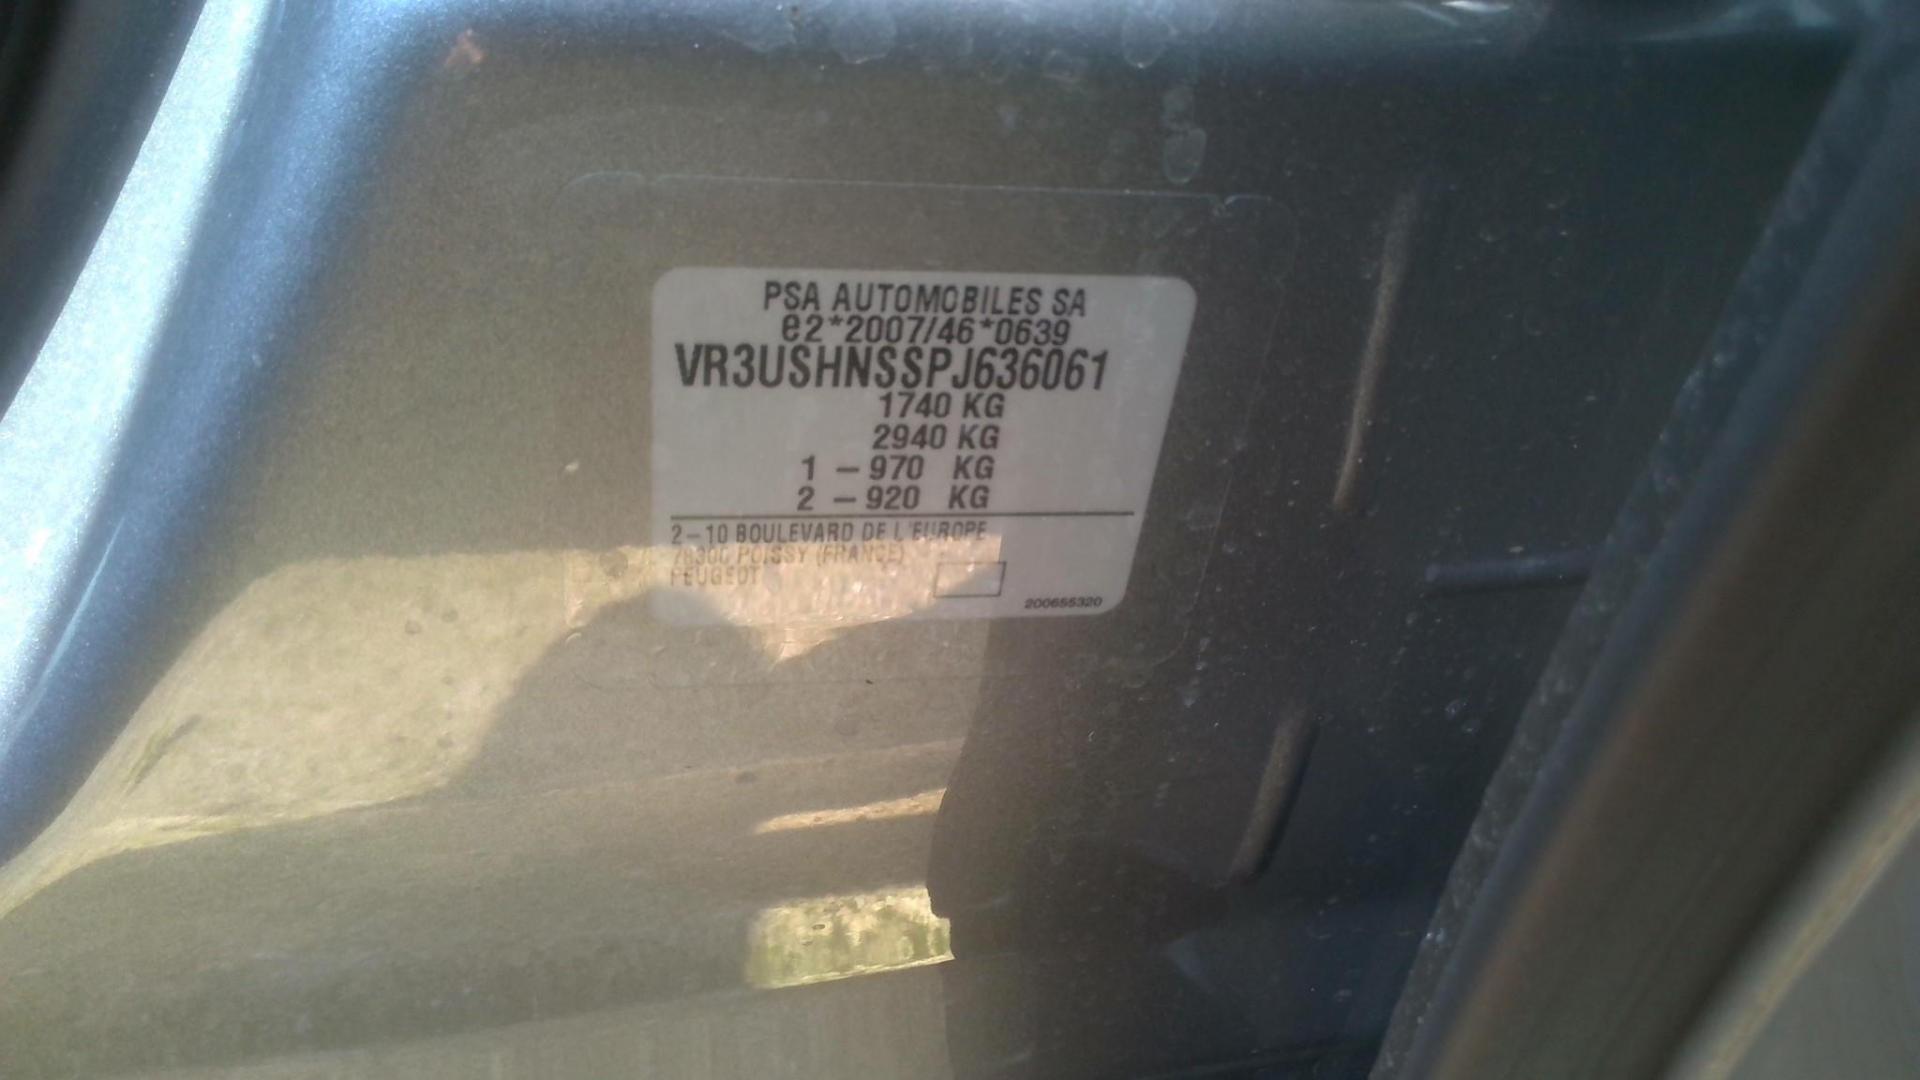 PSA AUTOMOBILES SA
e2*2007/46*0639
VR3USHNSSPJ636061
1740 KG
2940 KG
1 – 970 KG
2 – 920 KG
2–10 BOULEVARD DE L'EUROPE
78300 POISSY (FRANCE)
PEUGEOT
200655320